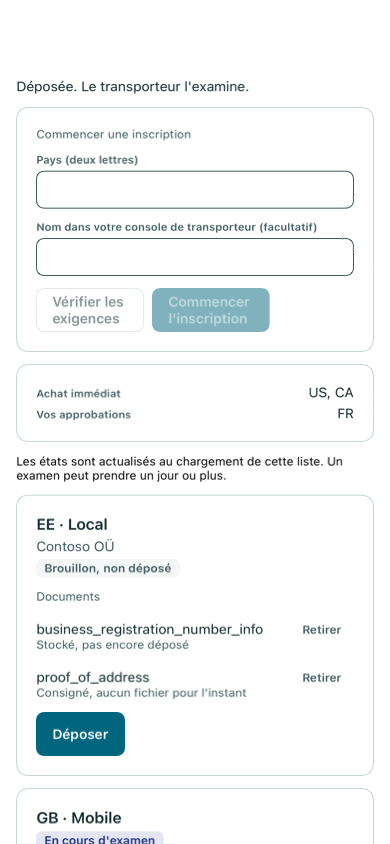 Déposée. Le transporteur l'examine.
Commencer une inscription
Pays (deux lettres)
Nom dans votre console de transporteur (facultatif)
Vérifier les
exigences
Commencer
l'inscription
Achat immédiat
US, CA
Vos approbations
FR
Les états sont actualisés au chargement de cette liste. Un
examen peut prendre un jour ou plus.
EE · Local
Contoso OÜ
Brouillon, non déposé
Documents
business_registration_number_info
Retirer
Stocké, pas encore déposé
proof_of_address
Retirer
Consigné, aucun fichier pour l'instant
Déposer
GB · Mobile
En cours d'examen